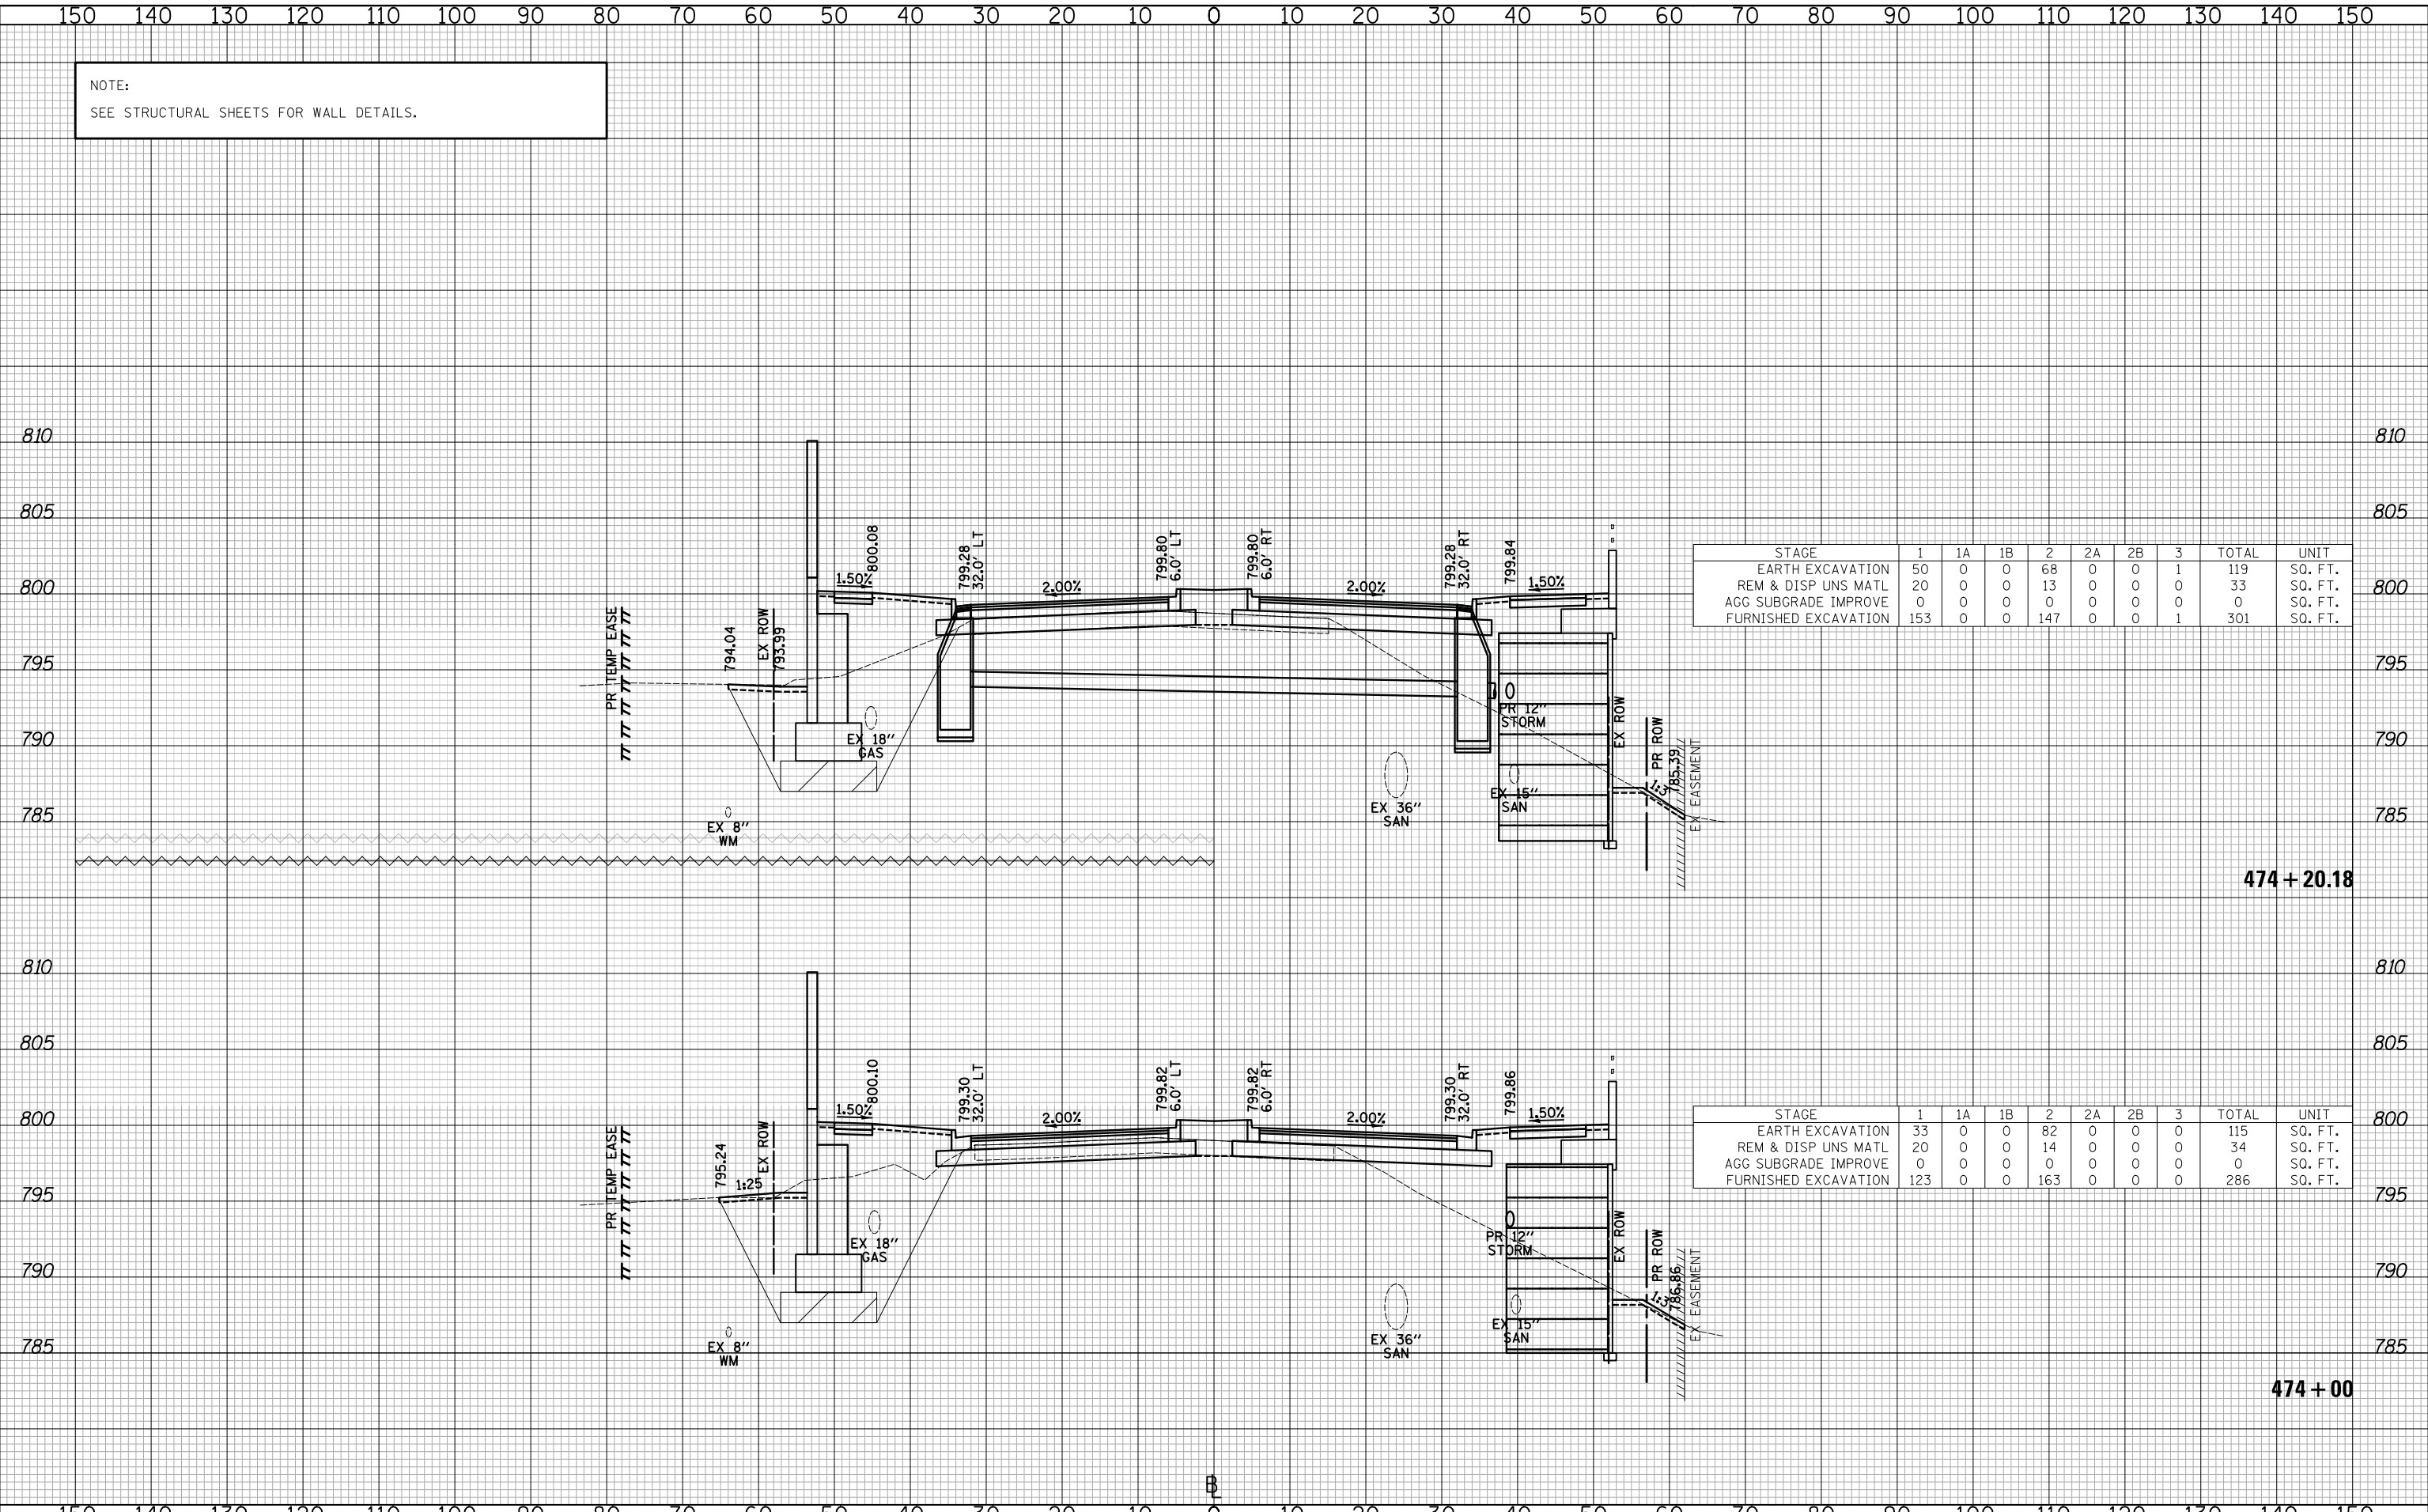 150 140 130 120 110 100 90 80 70 60 50 40 30 20 10 0 10 20 30 40 50 60 70 80 90 100 110 120 130 140 150
NOTE:
SEE STRUCTURAL SHEETS FOR WALL DETAILS.
810 810
805 805
800 800
795 795
790 790
785 785
PR TEMP EASE
794.04
EX ROW
793.99
1.50%
800.08
799.28
32.0' LT
2.00%
799.80
6.0' LT
799.80
6.0' RT
2.00%
799.28
32.0' RT
799.84
1.50%
EX 18"
GAS
EX 8"
WM
EX 36"
SAN
PR 12"
STORM
EX 15"
SAN
EX ROW
PR ROW
1:3
785.39
EX EASEMENT
STAGE 1 1A 1B 2 2A 2B 3 TOTAL UNIT
EARTH EXCAVATION 50 0 0 68 0 0 1 119 SQ. FT.
REM & DISP UNS MATL 20 0 0 13 0 0 0 33 SQ. FT.
AGG SUBGRADE IMPROVE 0 0 0 0 0 0 0 0 SQ. FT.
FURNISHED EXCAVATION 153 0 0 147 0 0 1 301 SQ. FT.
474+20.18
810 810
805 805
800 800
795 795
790 790
785 785
PR TEMP EASE
795.24
1:25
EX ROW
1.50%
800.10
799.30
32.0' LT
2.00%
799.82
6.0' LT
799.82
6.0' RT
2.00%
799.30
32.0' RT
799.86
1.50%
EX 18"
GAS
EX 8"
WM
EX 36"
SAN
PR 12"
STORM
EX 15"
SAN
EX ROW
PR ROW
1:3
786.86
EX EASEMENT
STAGE 1 1A 1B 2 2A 2B 3 TOTAL UNIT
EARTH EXCAVATION 33 0 0 82 0 0 0 115 SQ. FT.
REM & DISP UNS MATL 20 0 0 14 0 0 0 34 SQ. FT.
AGG SUBGRADE IMPROVE 0 0 0 0 0 0 0 0 SQ. FT.
FURNISHED EXCAVATION 123 0 0 163 0 0 0 286 SQ. FT.
474+00
BL
150 140 130 120 110 100 90 80 70 60 50 40 30 20 10 0 10 20 30 40 50 60 70 80 90 100 110 120 130 140 150